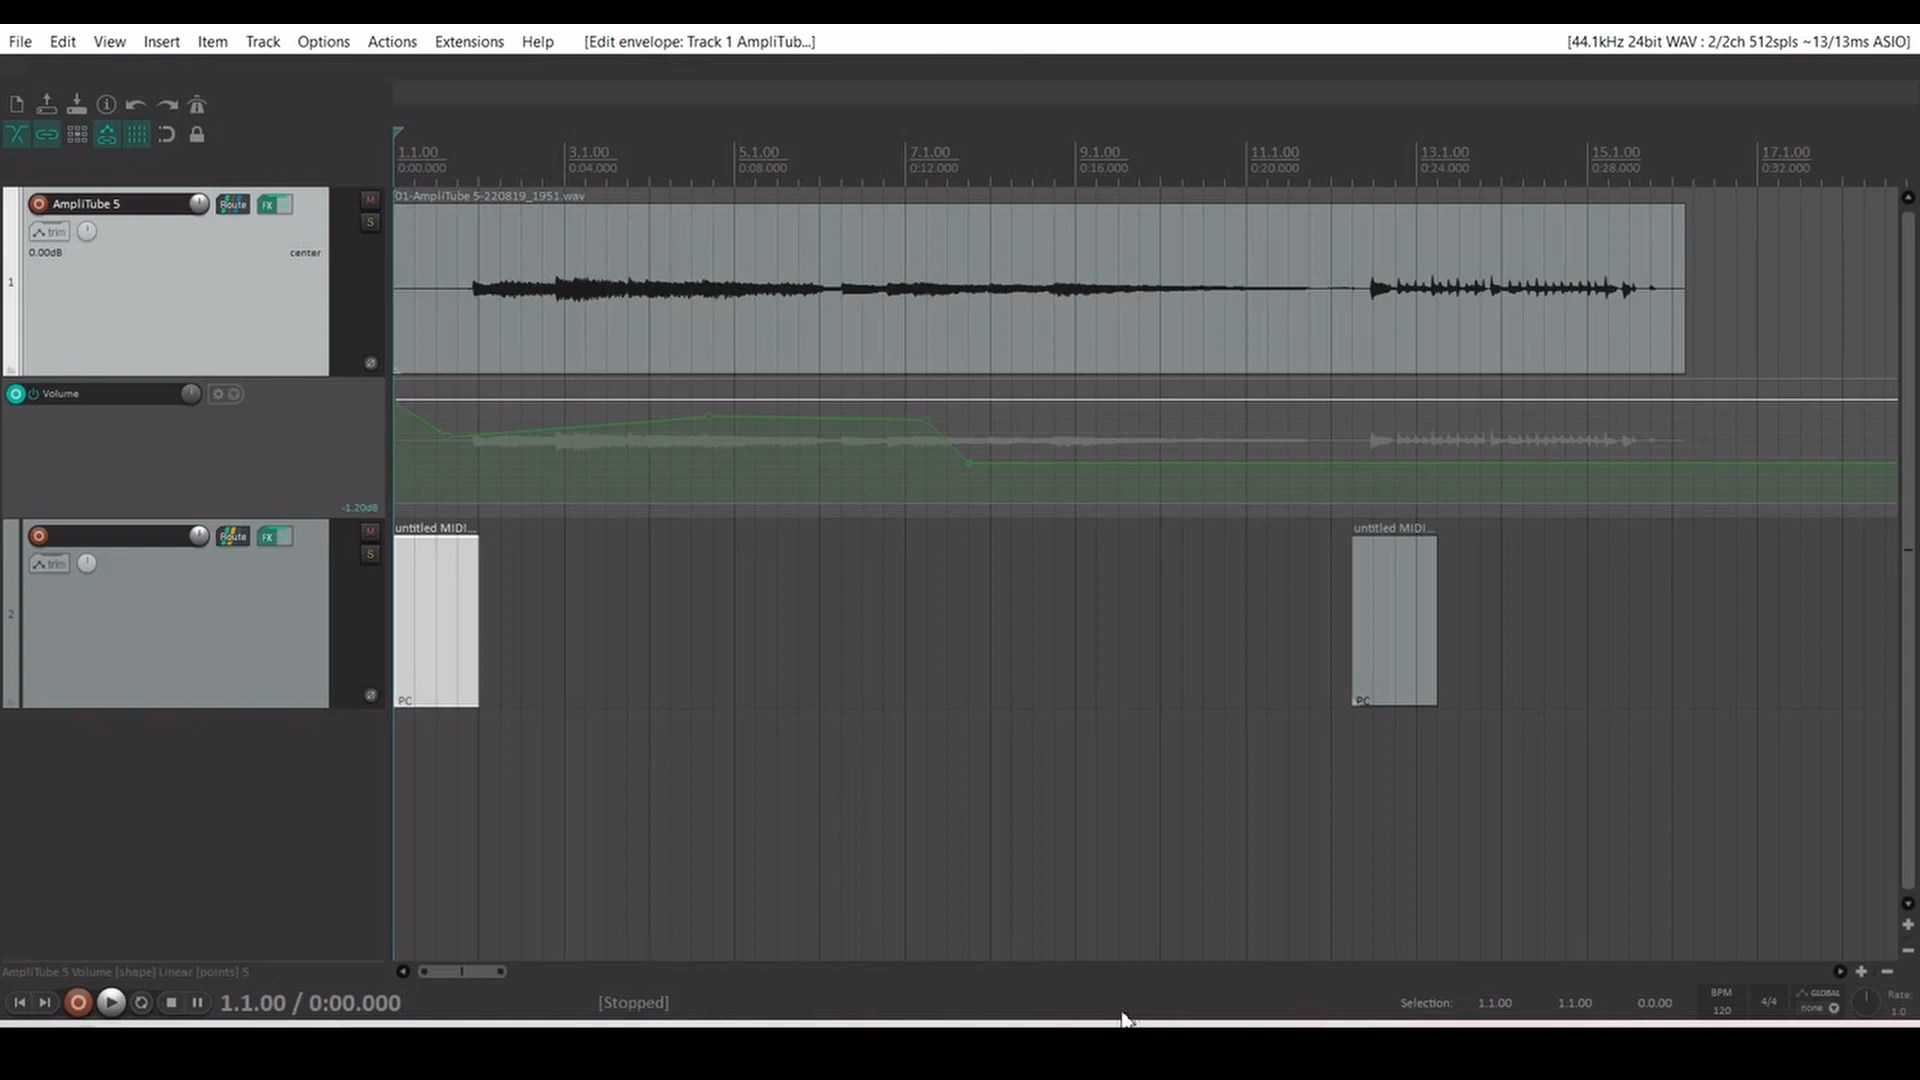 File Edit View Insert Item Track Options Actions Extensions Help [Edit envelope: Track 1 AmpliTub...] [44.1kHz 24bit WAV : 2/2ch 512spls ~13/13ms ASIO]
1.1.00 3.1.00 5.1.00 7.1.00 9.1.00 11.1.00 13.1.00 15.1.00 17.1.00
0:00.000 0:04.000 0:08.000 0:12.000 0:16.000 0:20.000 0:24.000 0:28.000 0:32.000
01-AmpliTube 5-220819_1951.wav
AmpliTube 5 Route FX M
S
trim
0.00dB center
1
Volume
-1.20dB
untitled MIDI... untitled MIDI...
Route FX M
S
trim
2
PC PC
AmpliTube 5 Volume [shape] Linear [points] 5
1.1.00 / 0:00.000 [Stopped] Selection: 1.1.00 1.1.00 0.0.00 BPM 120 4/4 GLOBAL none Rate: 1.0